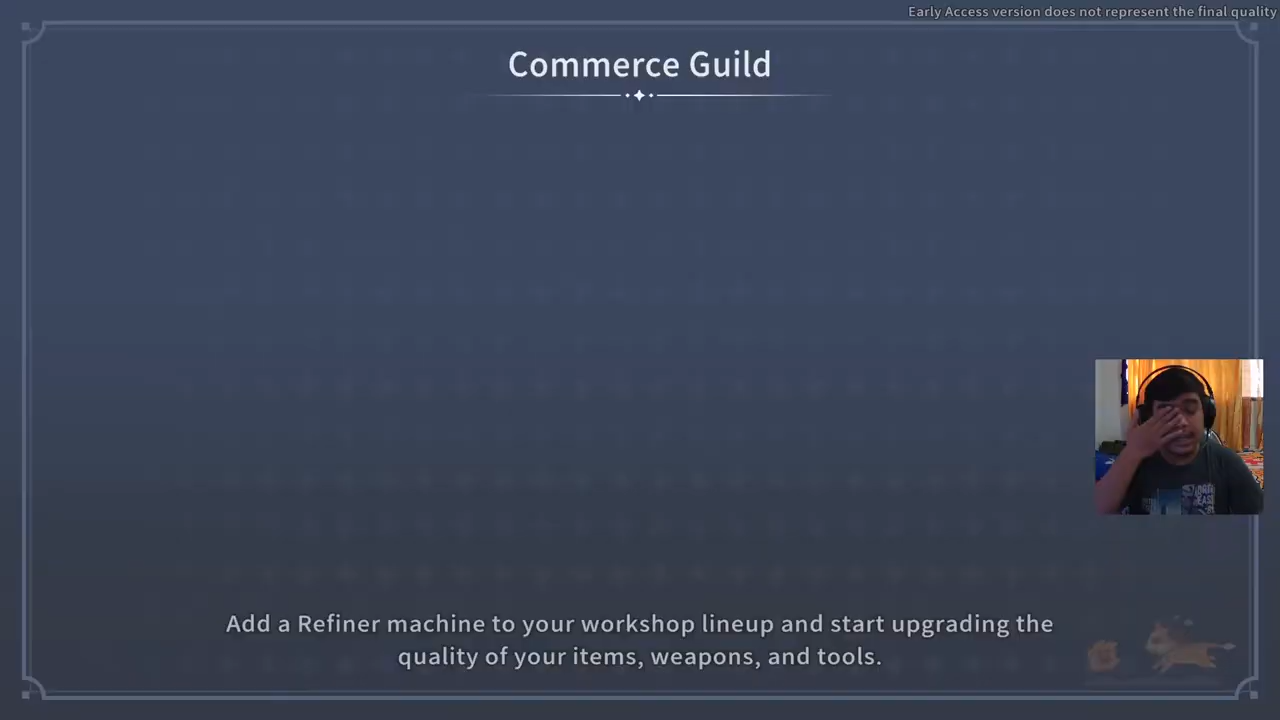 Early Access version does not represent the final quality
Commerce Guild
Add a Refiner machine to your workshop lineup and start upgrading the
quality of your items, weapons, and tools.